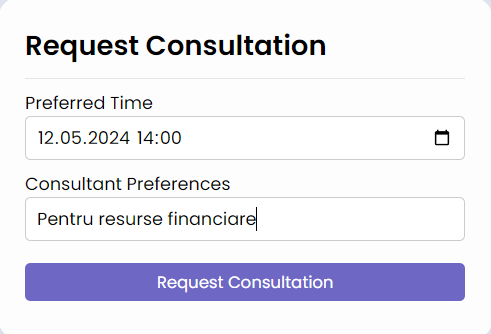 Request Consultation
Preferred Time
12.05.2024 14:00
Consultant Preferences
Pentru resurse financiare
Request Consultation